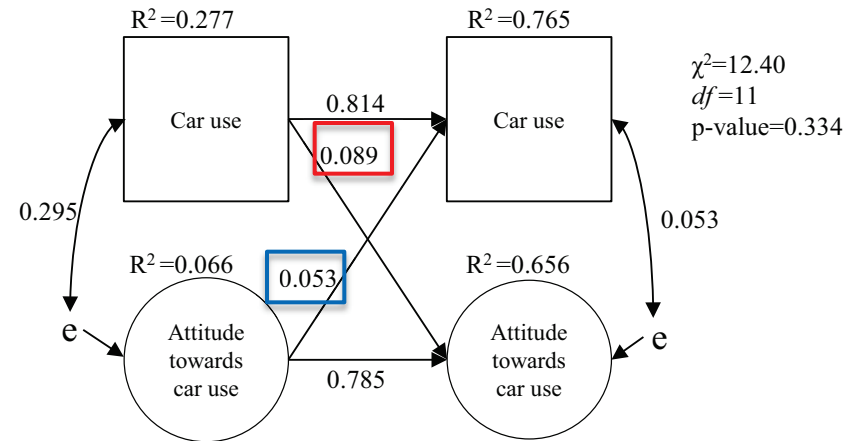 R²=0.277
R²=0.765
χ²=12.40
df=11
p-value=0.334
Car use
0.814
Car use
0.089
0.295
0.053
R²=0.066
0.053
R²=0.656
e
Attitude
towards
car use
0.785
Attitude
towards
car use
e